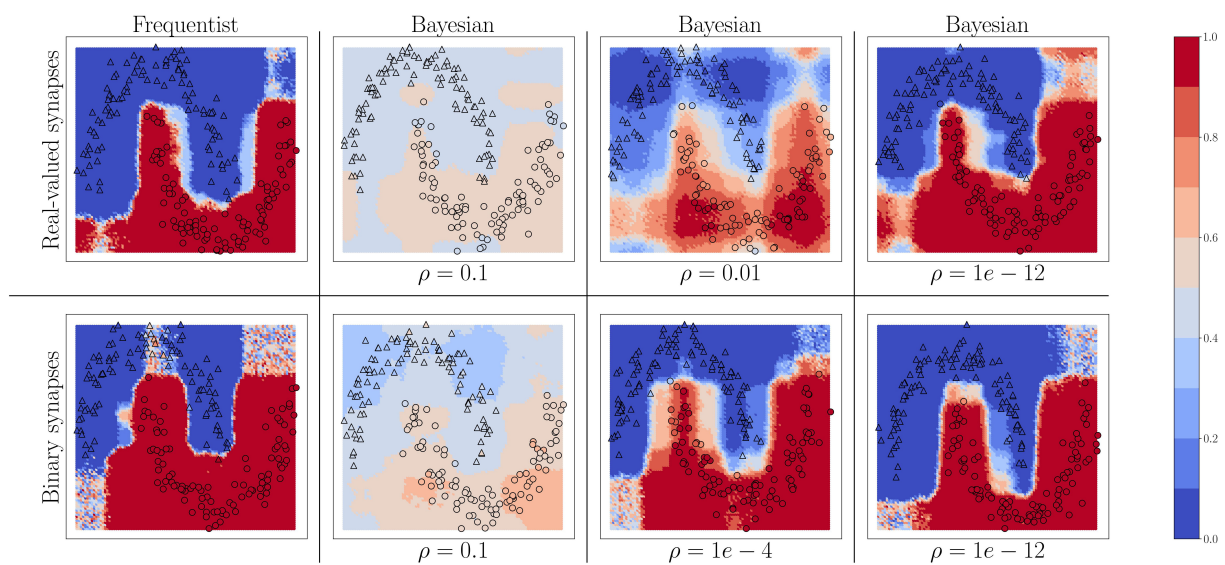 Frequentist
Bayesian
Bayesian
Bayesian
Real-valued synapses
ρ = 0.1
ρ = 0.01
ρ = 1e − 12
Binary synapses
ρ = 0.1
ρ = 1e − 4
ρ = 1e − 12
1.0
0.8
0.6
0.4
0.2
0.0